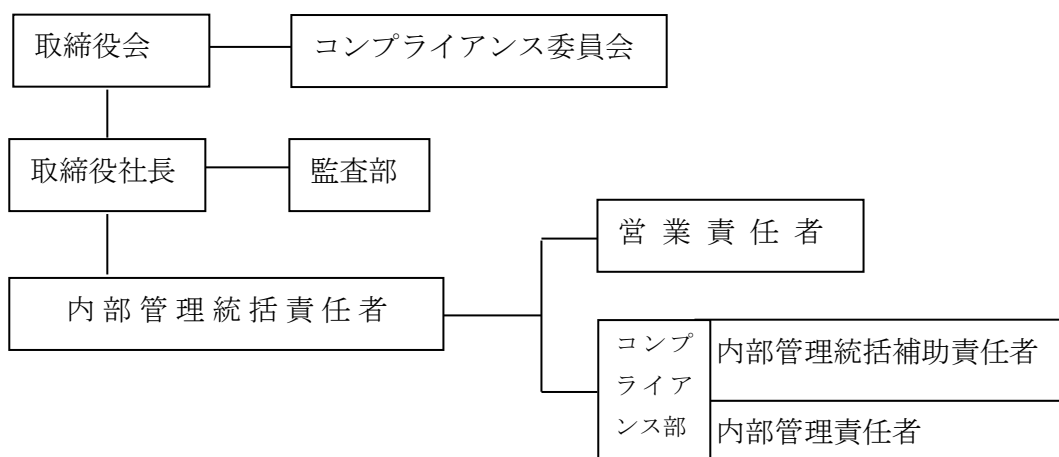 取締役会
コンプライアンス委員会
取締役社長
監査部
営業責任者
内部管理統括責任者
コンプ
ライア
ンス部
内部管理統括補助責任者
内部管理責任者